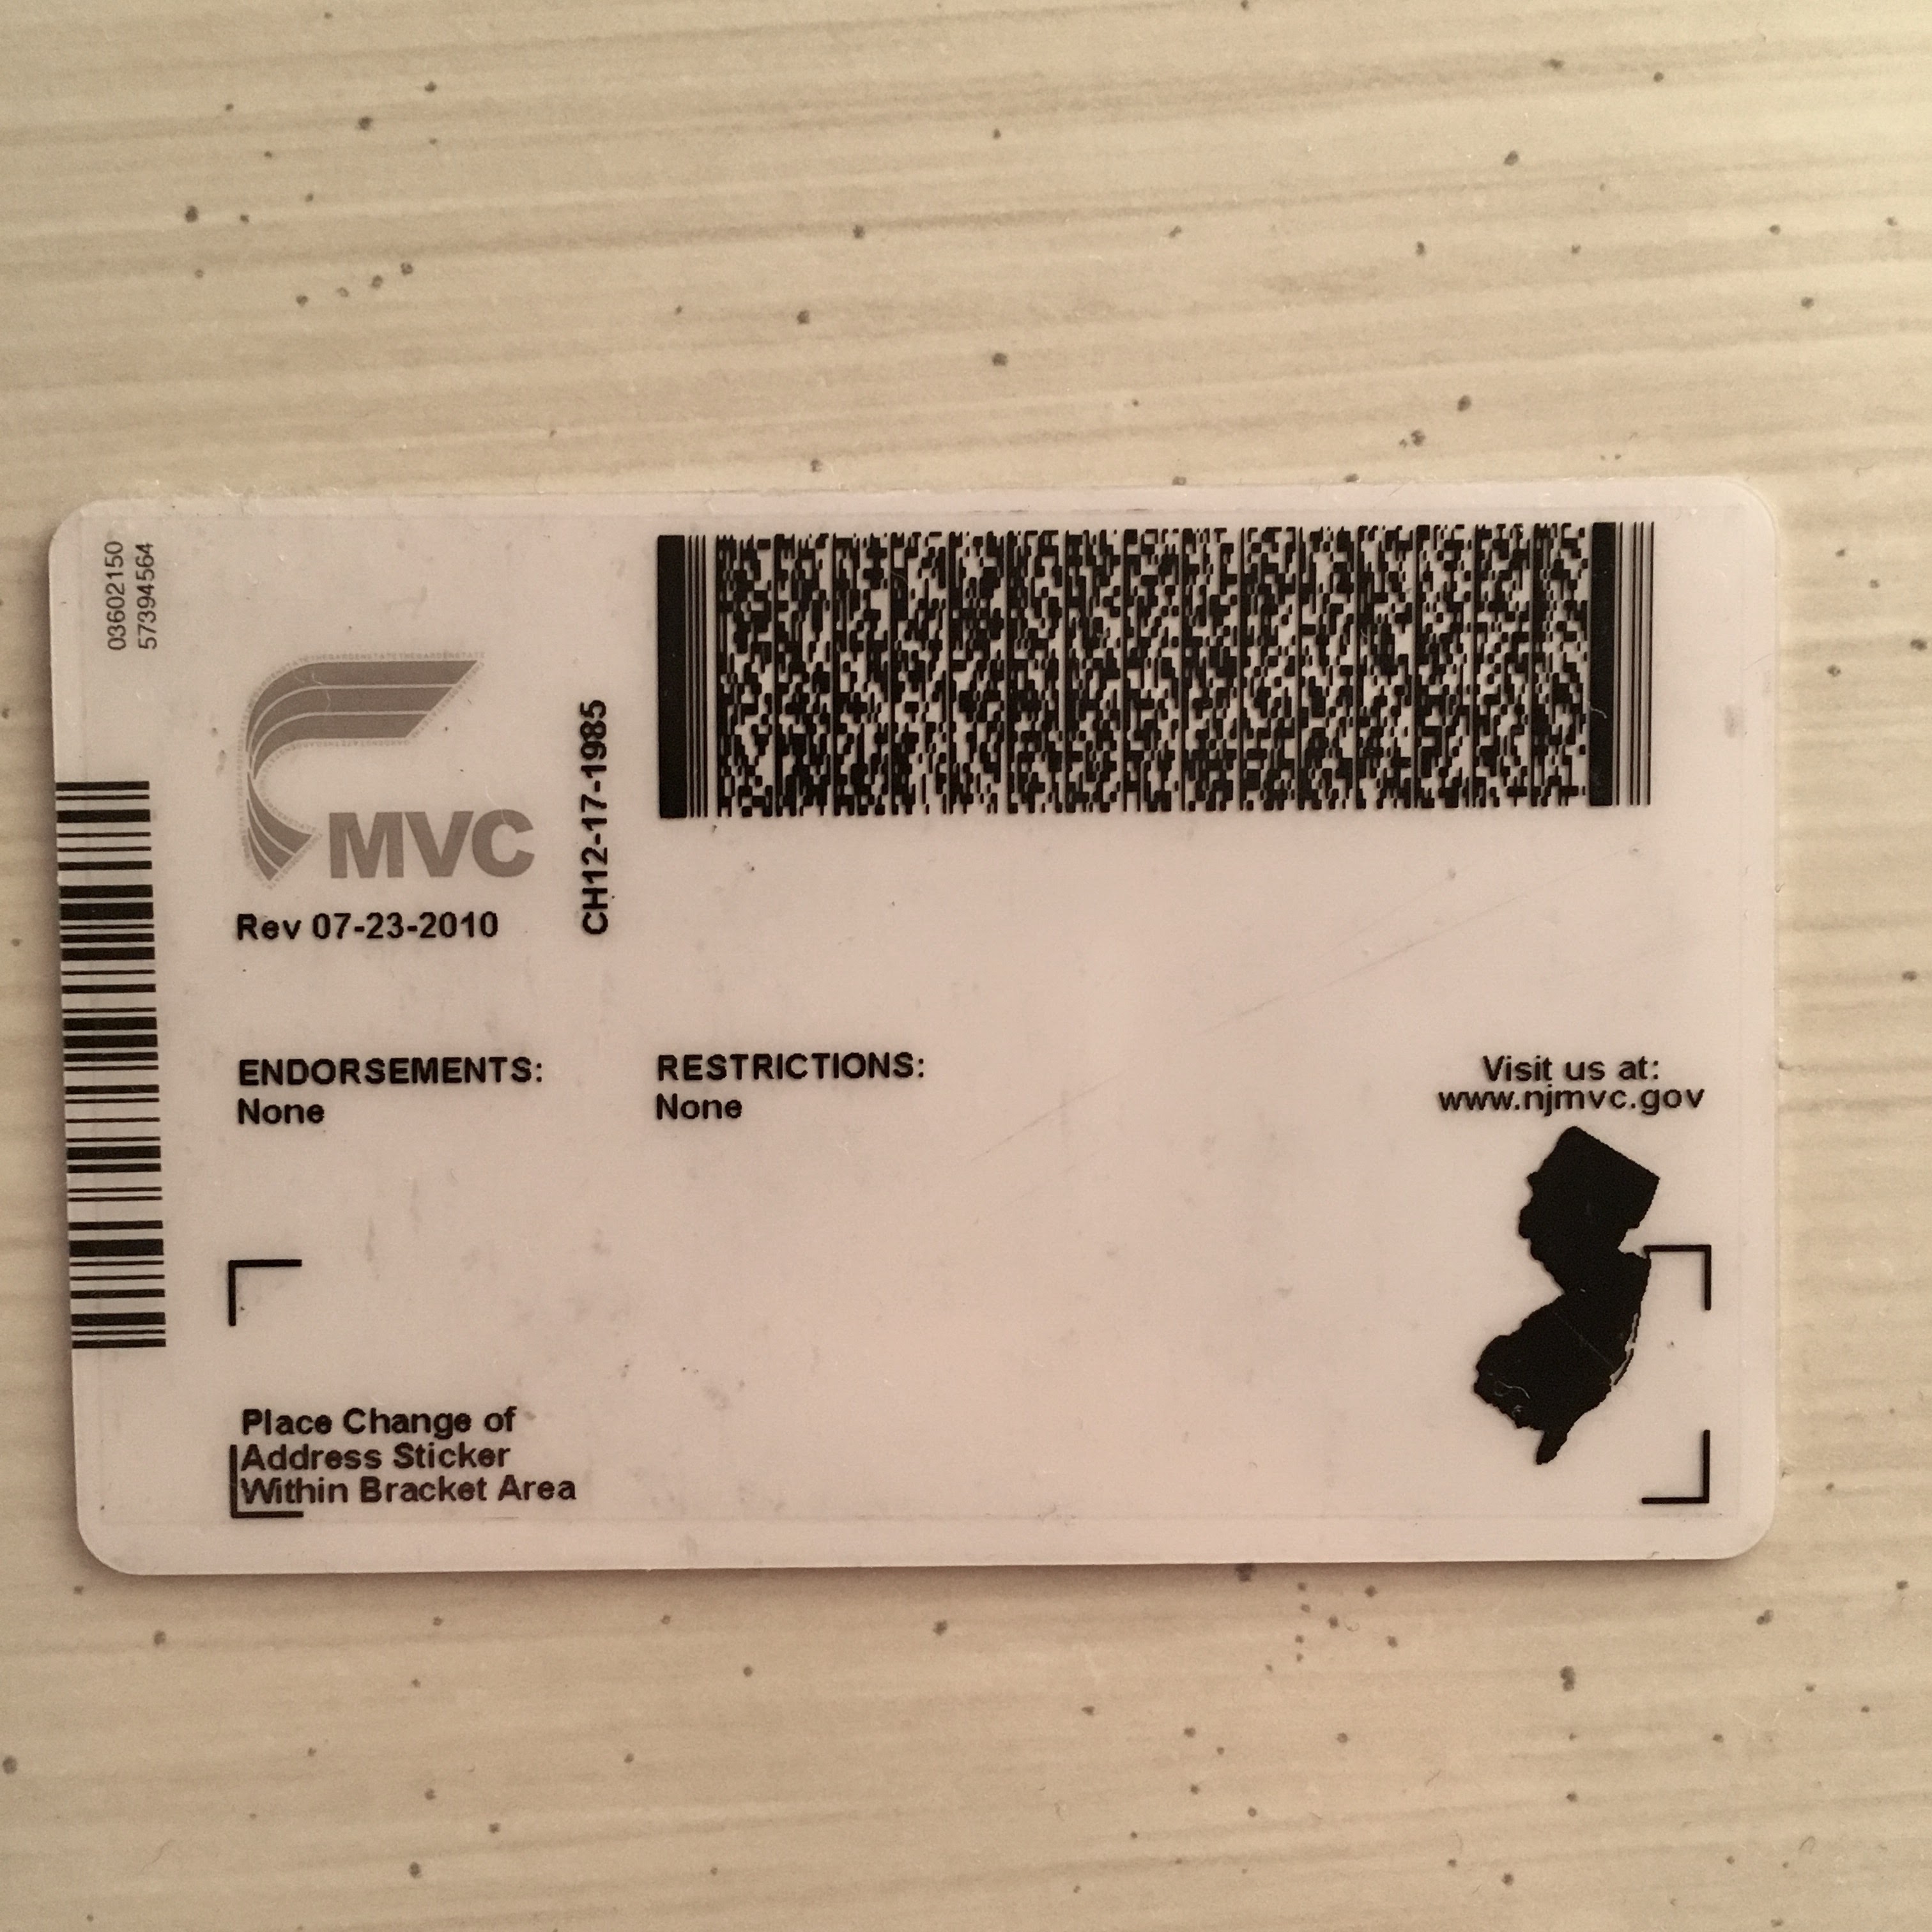 03602150
57394564
MVC
Rev 07-23-2010
CH12-17-1985
ENDORSEMENTS:
None
RESTRICTIONS:
None
Visit us at:
www.njmvc.gov
Place Change of
Address Sticker
Within Bracket Area